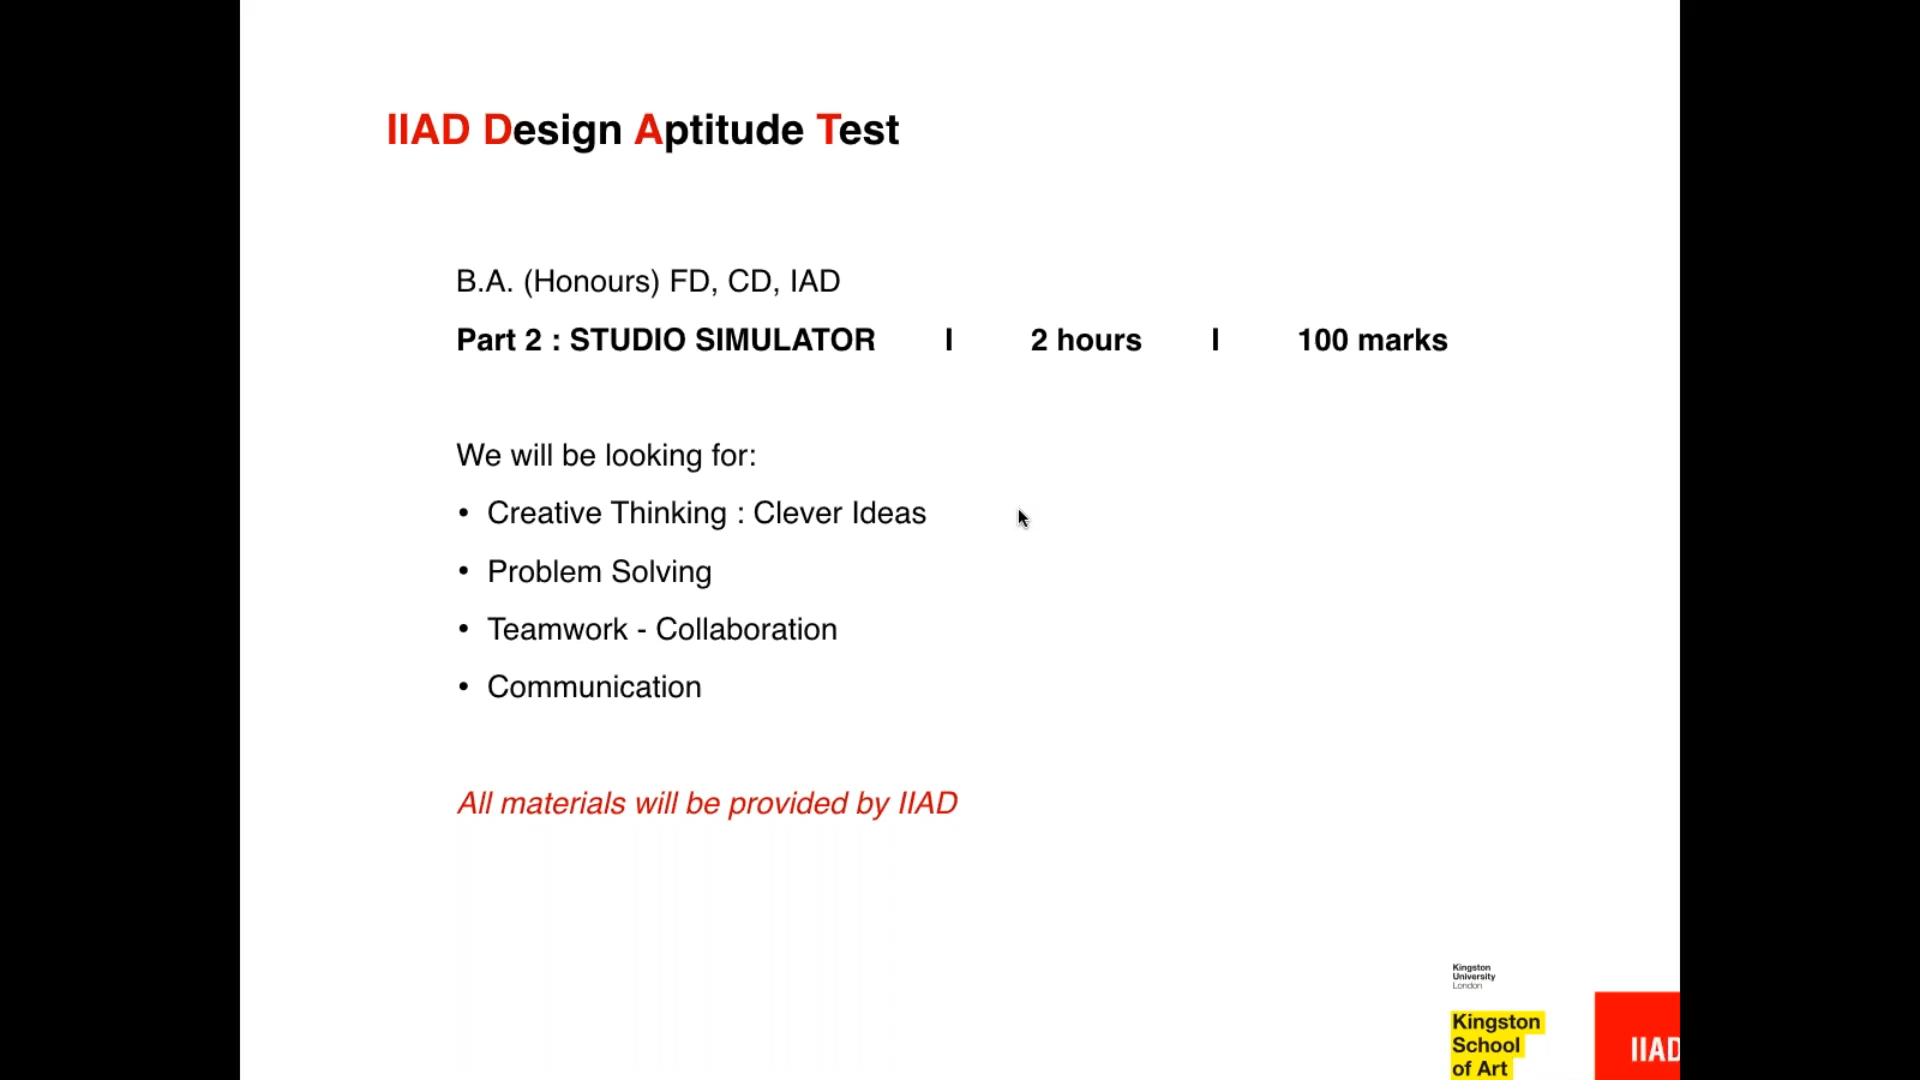 IIAD Design Aptitude Test
B.A. (Honours) FD, CD, IAD
Part 2 : STUDIO SIMULATOR I 2 hours I 100 marks
We will be looking for:
• Creative Thinking : Clever Ideas
• Problem Solving
• Teamwork - Collaboration
• Communication
All materials will be provided by IIAD
Kingston
University
London
Kingston
School
of Art
IIAD